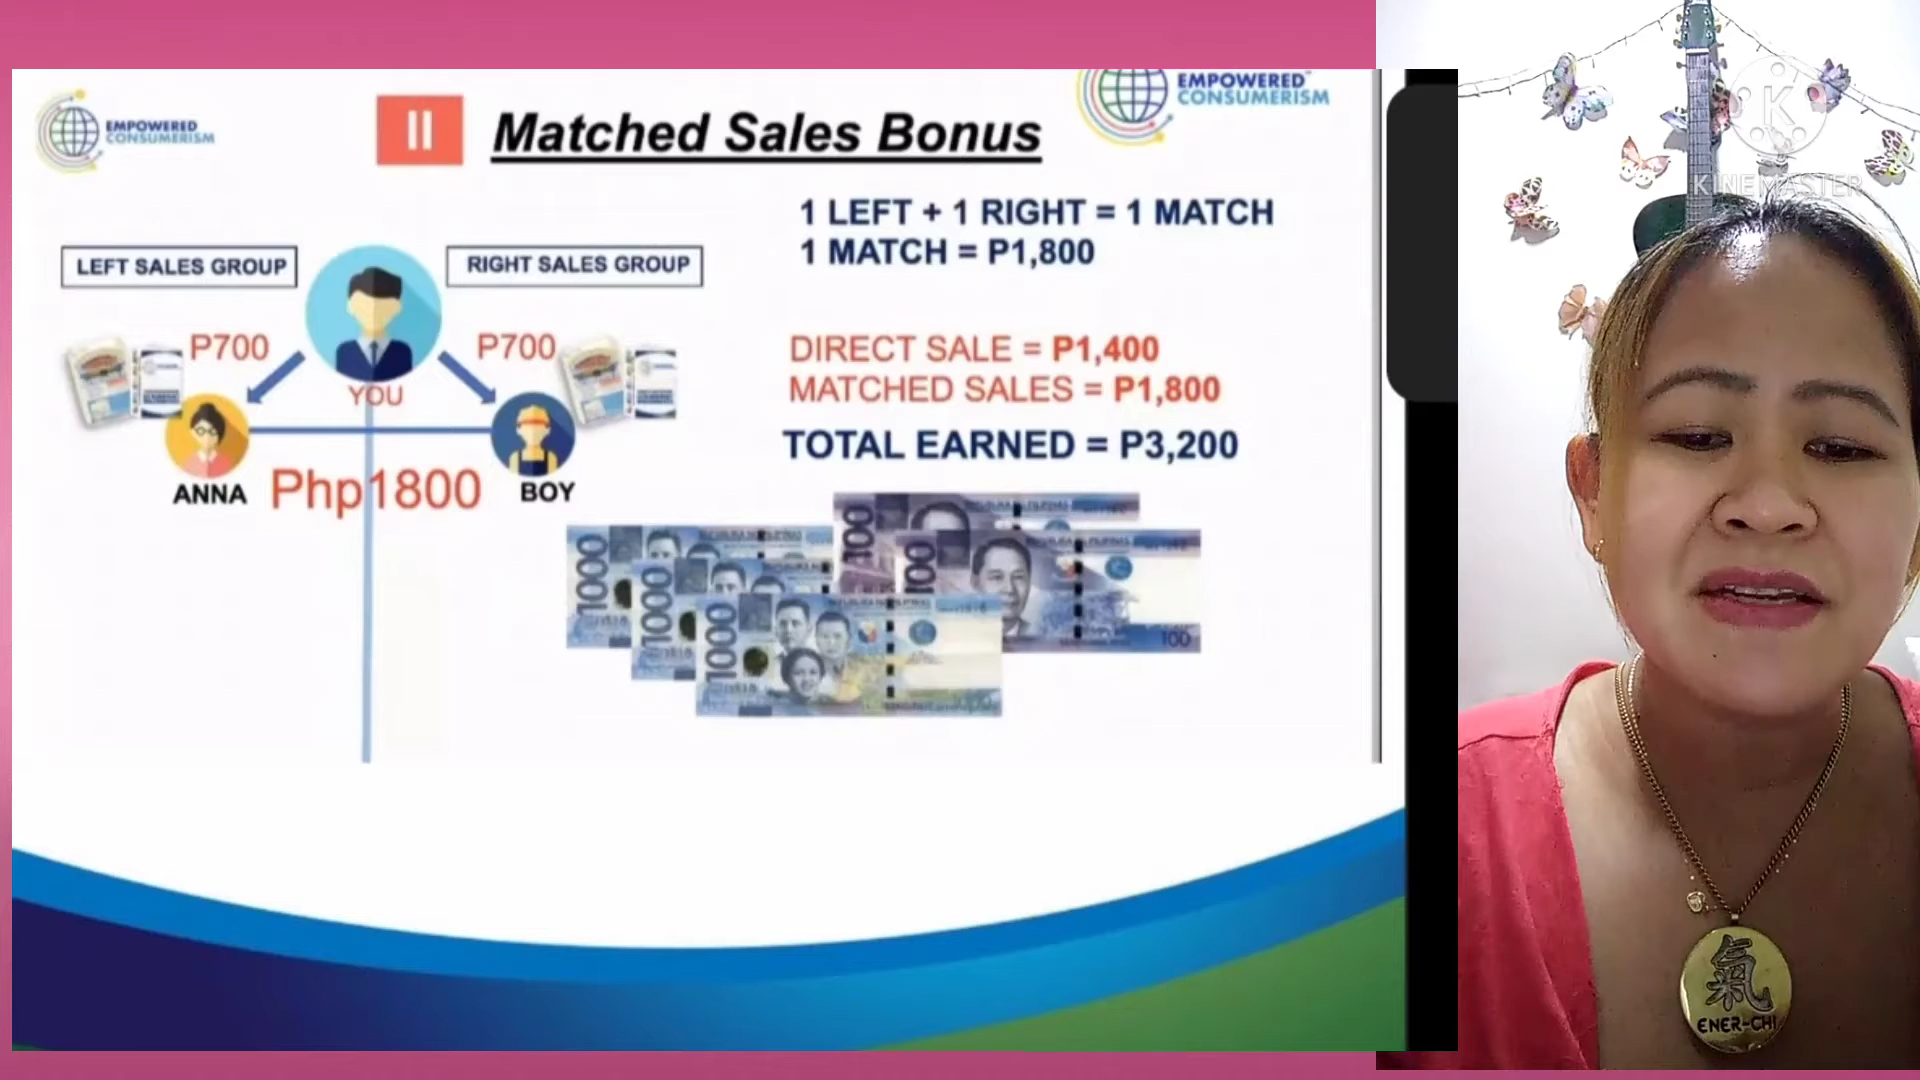 EMPOWERED
CONSUMERISM
II
Matched Sales Bonus
EMPOWERED
CONSUMERISM
1 LEFT + 1 RIGHT = 1 MATCH
1 MATCH = P1,800
LEFT SALES GROUP
RIGHT SALES GROUP
P700
P700
YOU
DIRECT SALE = P1,400
MATCHED SALES = P1,800
TOTAL EARNED = P3,200
ANNA
Php1800
BOY
1000
1000
1000
100
100
100
K
KINEMASTER
氣
ENER-CHI